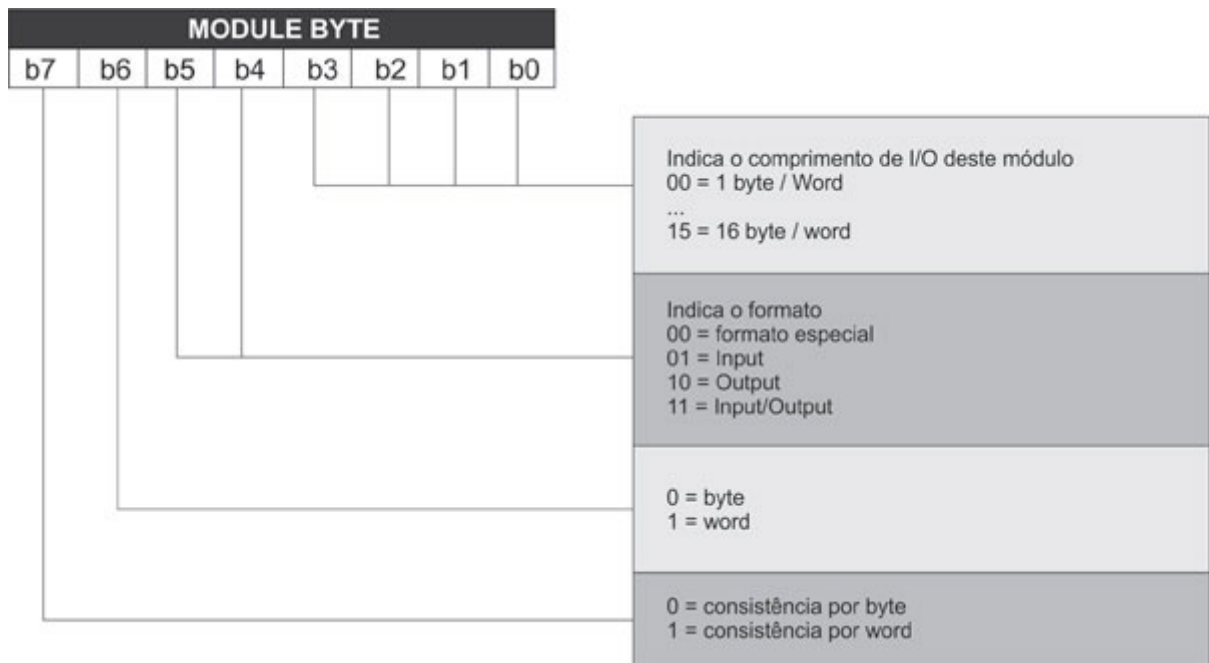 MODULE BYTE
b7 b6 b5 b4 b3 b2 b1 b0
Indica o comprimento de I/O deste módulo
00 = 1 byte / Word
...
15 = 16 byte / word
Indica o formato
00 = formato especial
01 = Input
10 = Output
11 = Input/Output
0 = byte
1 = word
0 = consistência por byte
1 = consistência por word